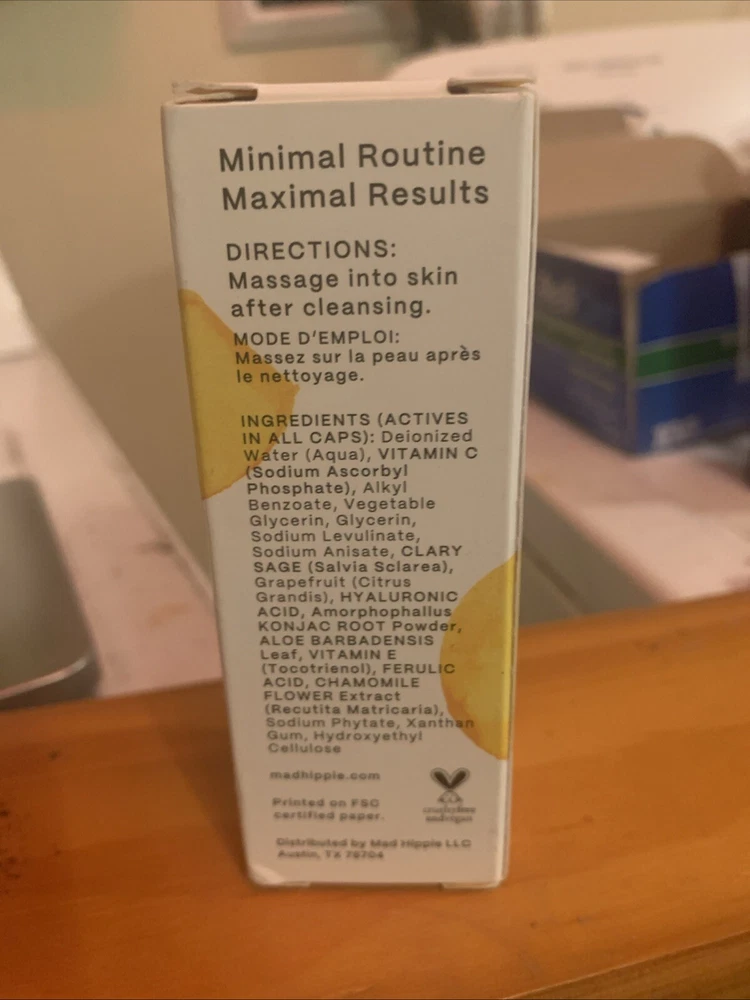 Minimal Routine
Maximal Results
DIRECTIONS:
Massage into skin
after cleansing.
MODE D'EMPLOI:
Massez sur la peau après
le nettoyage.
INGREDIENTS (ACTIVES
IN ALL CAPS): Deionized
Water (Aqua), VITAMIN C
(Sodium Ascorbyl
Phosphate), Alkyl
Benzoate, Vegetable
Glycerin, Glycerin,
Sodium Levulinate,
Sodium Anisate, CLARY
SAGE (Salvia Sclarea),
Grapefruit (Citrus
Grandis), HYALURONIC
ACID, Amorphophallus
KONJAC ROOT Powder,
ALOE BARBADENSIS
Leaf, VITAMIN E
(Tocotrienol), FERULIC
ACID, CHAMOMILE
FLOWER Extract
(Recutita Matricaria),
Sodium Phytate, Xanthan
Gum, Hydroxyethyl
Cellulose
madhippie.com
Printed on FSC
certified paper.
crueltyfree
andvegan
Distributed by Mad Hippie LLC
Austin, TX 78704